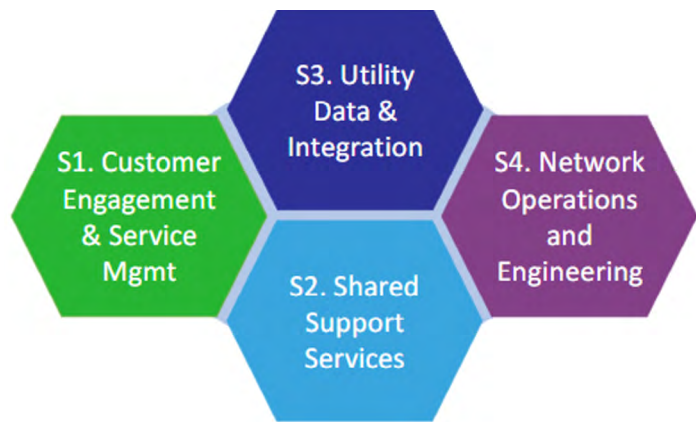 S3. Utility
Data &
Integration
S1. Customer
Engagement
& Service
Mgmt
S4. Network
Operations
and
Engineering
S2. Shared
Support
Services